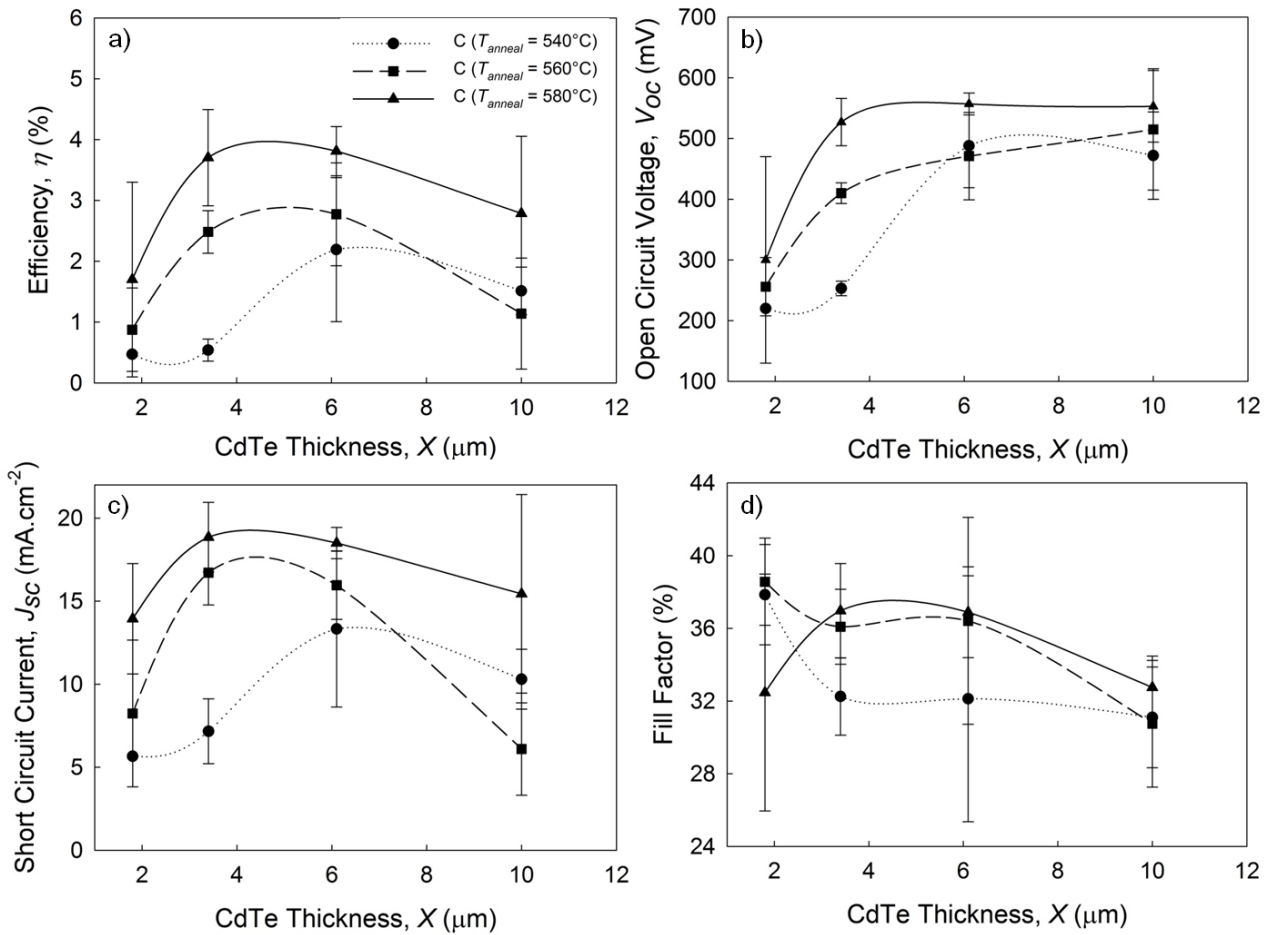 a)
C (Tanneal = 540°C)
C (Tanneal = 560°C)
C (Tanneal = 580°C)
6
5
4
3
2
1
0
Efficiency, η (%)
2 4 6 8 10 12
CdTe Thickness, X (μm)
b)
700
600
500
400
300
200
100
Open Circuit Voltage, VOC (mV)
2 4 6 8 10 12
CdTe Thickness, X (μm)
c)
20
15
10
5
0
Short Circuit Current, JSC (mA.cm-2)
2 4 6 8 10 12
CdTe Thickness, X (μm)
d)
44
40
36
32
28
24
Fill Factor (%)
2 4 6 8 10 12
CdTe Thickness, X (μm)